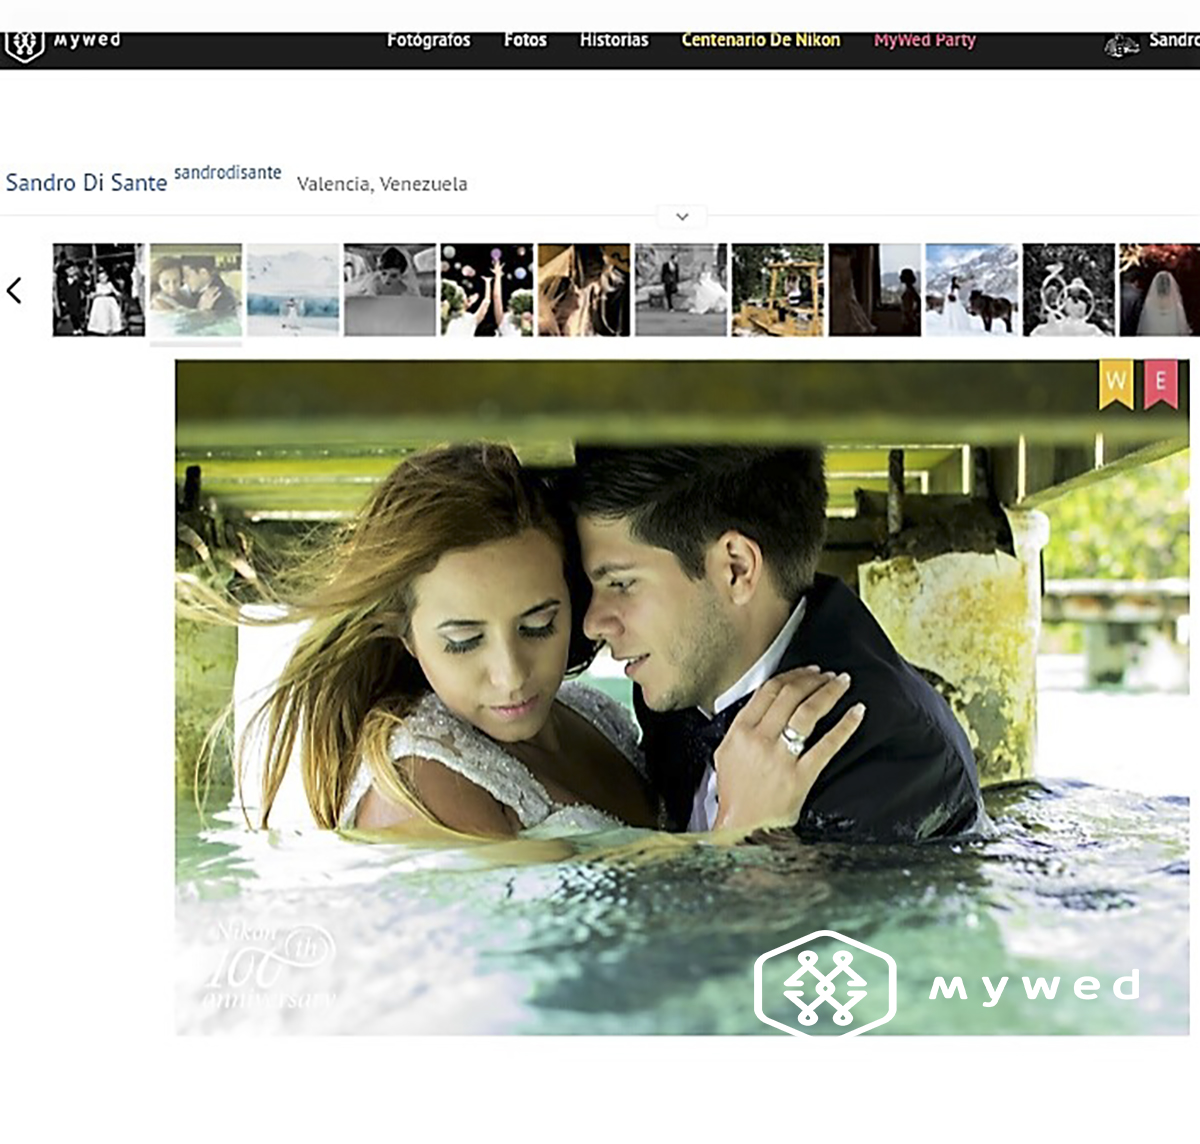 mywed Fotógrafos Fotos Historias Centenario De Nikon MyWed Party Sandro
Sandro Di Sante sandrodisante Valencia, Venezuela
W E
Nikon
100th
anniversary
mywed